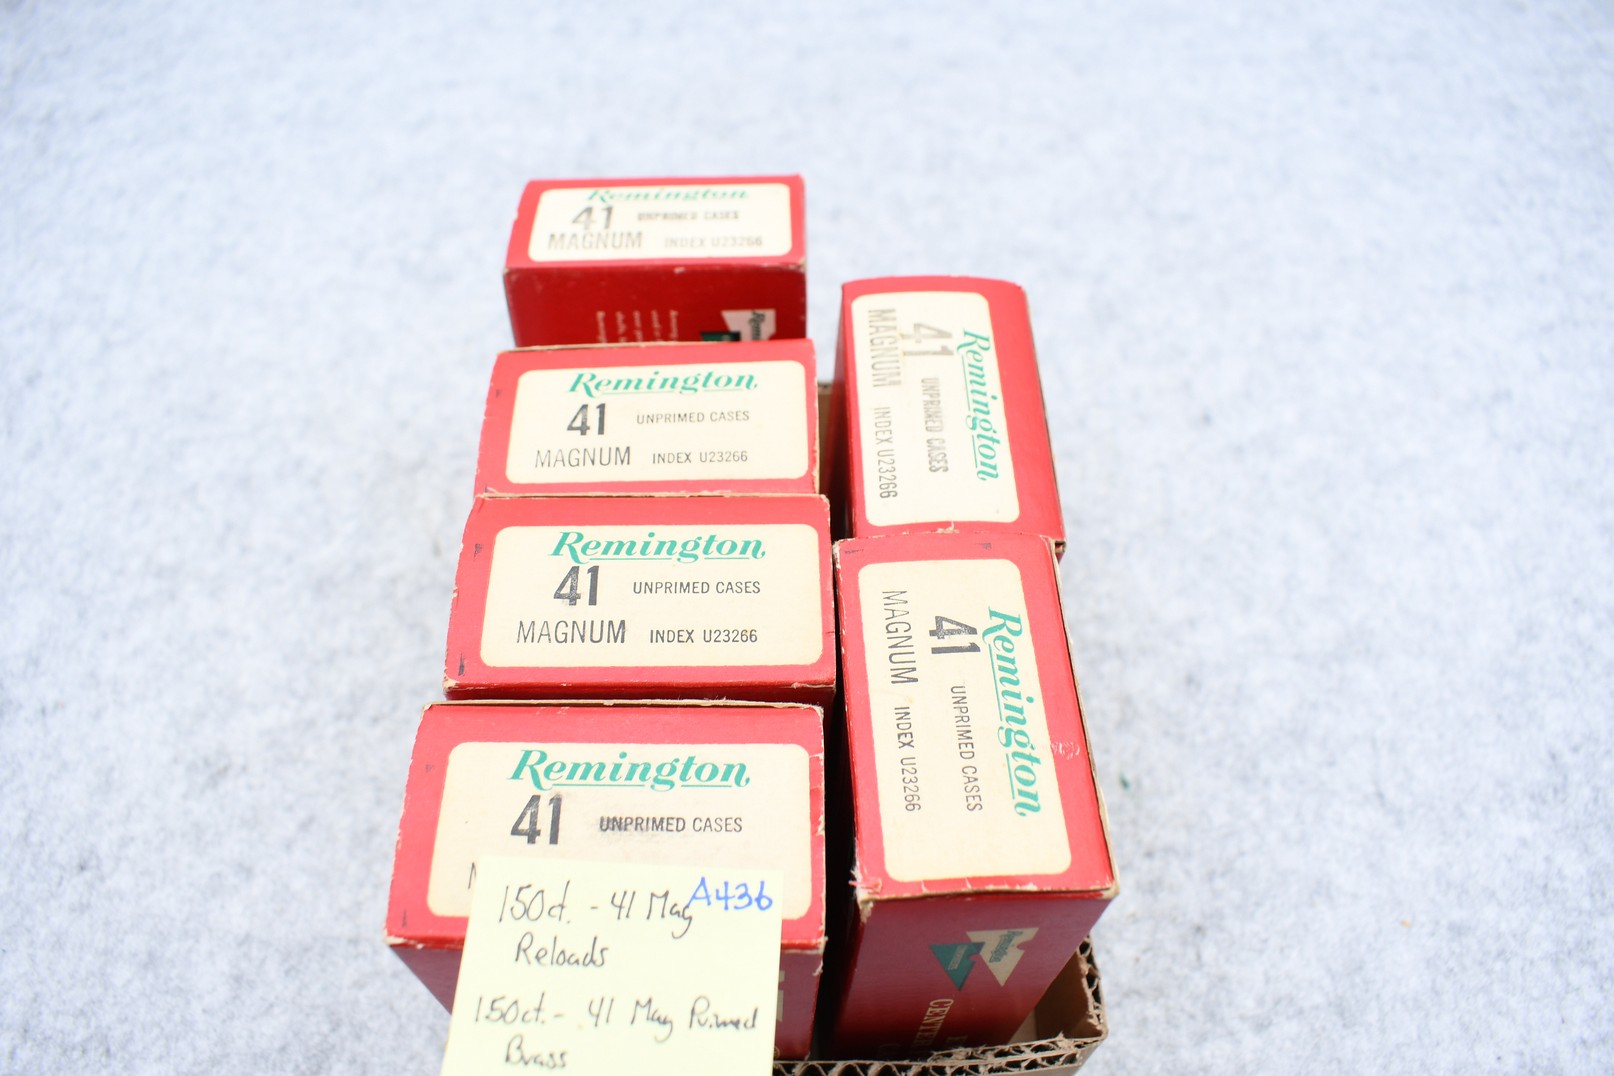 Remington
41 UNPRIMED CASES
MAGNUM INDEX U23266
Remington
41 UNPRIMED CASES
MAGNUM INDEX U23266
Remington
41 UNPRIMED CASES
MAGNUM INDEX U23266
Remington
41 UNPRIMED CASES
150ct. - 41 Mag A436
Reloads
150ct. - 41 Mag Primed
Brass
Remington
41 UNPRIMED CASES
MAGNUM INDEX U23266
Remington
41 UNPRIMED CASES
MAGNUM INDEX U23266
Remington